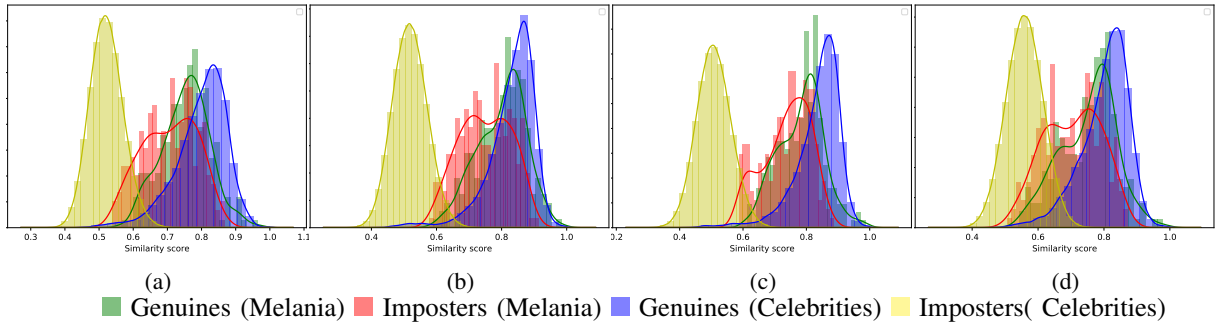 0.3 0.4 0.5 0.6 0.7 0.8 0.9 1.0 1.1
Similarity score
(a)
0.4 0.6 0.8 1.0
Similarity score
(b)
0.2 0.4 0.6 0.8 1.0
Similarity score
(c)
0.4 0.6 0.8 1.0
Similarity score
(d)
Genuines (Melania) Imposters (Melania) Genuines (Celebrities) Imposters( Celebrities)